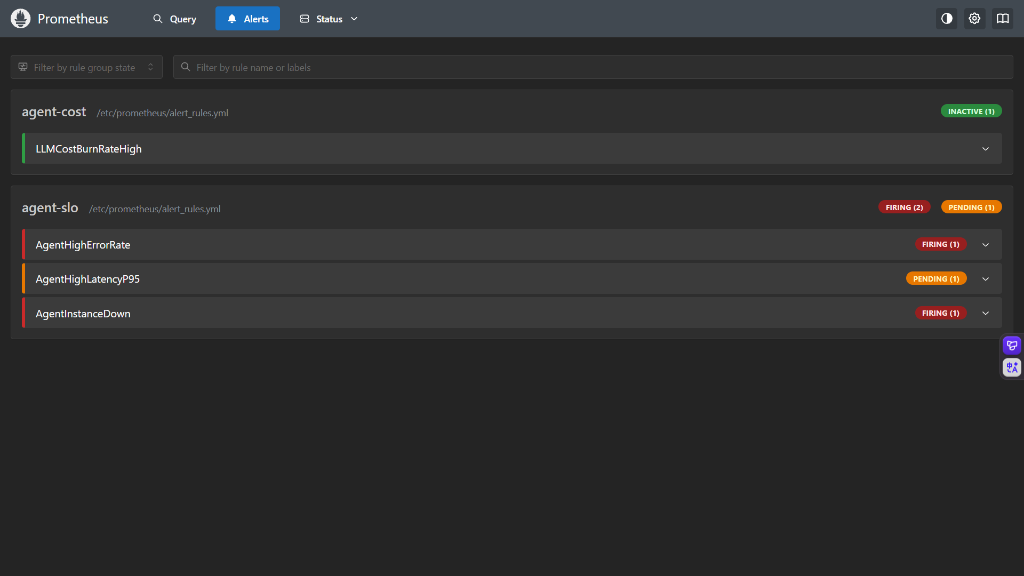 Prometheus Query Alerts Status
Filter by rule group state Filter by rule name or labels
agent-cost /etc/prometheus/alert_rules.yml INACTIVE (1)
LLMCostBurnRateHigh
agent-slo /etc/prometheus/alert_rules.yml FIRING (2) PENDING (1)
AgentHighErrorRate FIRING (1)
AgentHighLatencyP95 PENDING (1)
AgentInstanceDown FIRING (1)